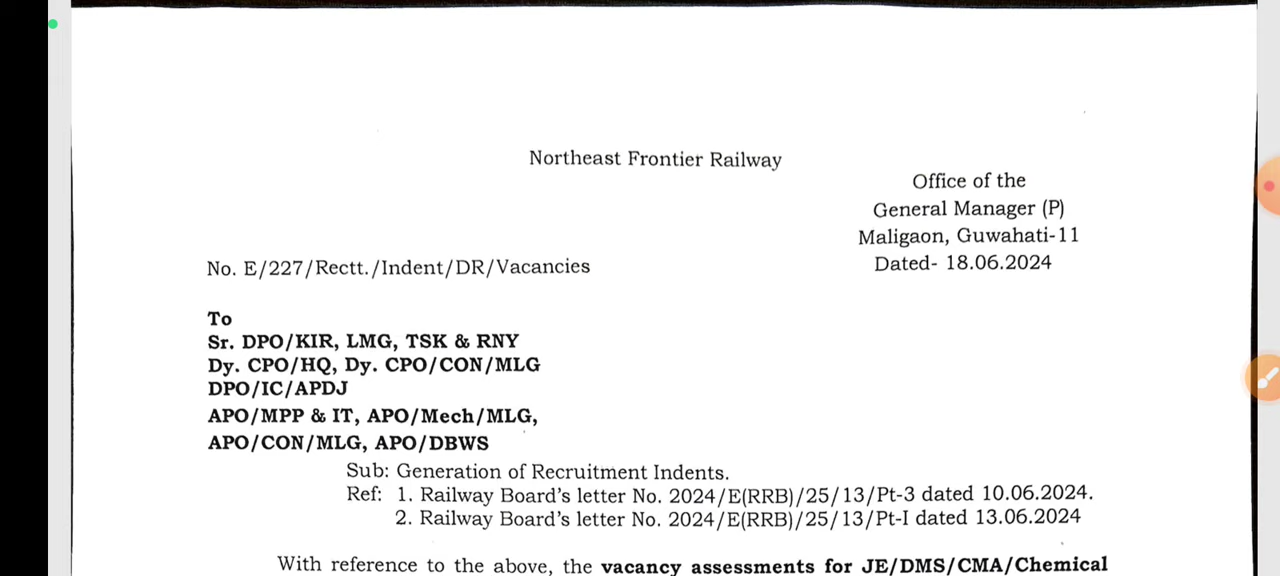 Northeast Frontier Railway
Office of the
General Manager (P)
Maligaon, Guwahati-11
No. E/227/Rectt./Indent/DR/Vacancies
Dated- 18.06.2024
To
Sr. DPO/KIR, LMG, TSK & RNY
Dy. CPO/HQ, Dy. CPO/CON/MLG
DPO/IC/APDJ
APO/MPP & IT, APO/Mech/MLG,
APO/CON/MLG, APO/DBWS
Sub: Generation of Recruitment Indents.
Ref: 1. Railway Board's letter No. 2024/E(RRB)/25/13/Pt-3 dated 10.06.2024.
2. Railway Board's letter No. 2024/E(RRB)/25/13/Pt-I dated 13.06.2024
With reference to the above, the vacancy assessments for JE/DMS/CMA/Chemical